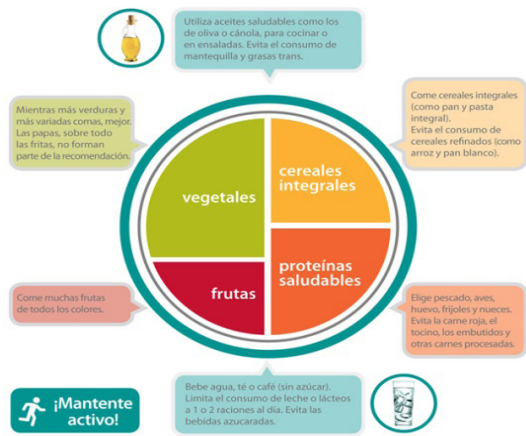 Utiliza aceites saludables como los
de oliva o cánola, para cocinar o
en ensaladas. Evita el consumo de
mantequilla y grasas trans.
Mientras más verduras y
más variadas comas, mejor.
Las papas, sobre todo
las fritas, no forman
parte de la recomendación.
Come cereales integrales
(como pan y pasta
integral).
Evita el consumo de
cereales refinados (como
arroz y pan blanco).
vegetales
cereales
integrales
frutas
proteínas
saludables
Come muchas frutas
de todos los colores.
Elige pescado, aves,
huevo, frijoles y nueces.
Evita la carne roja, el
tocino, los embutidos y
otras carnes procesadas.
Bebe agua, té o café (sin azúcar).
Limita el consumo de leche o lácteos
a 1 o 2 raciones al día. Evita las
bebidas azucaradas.
¡Mantente
activo!